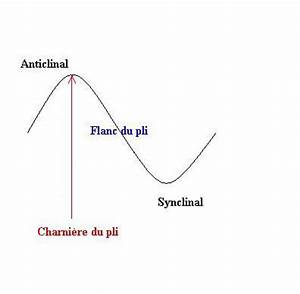 Anticlinal
Flanc du pli
Synclinal
Charnière du pli